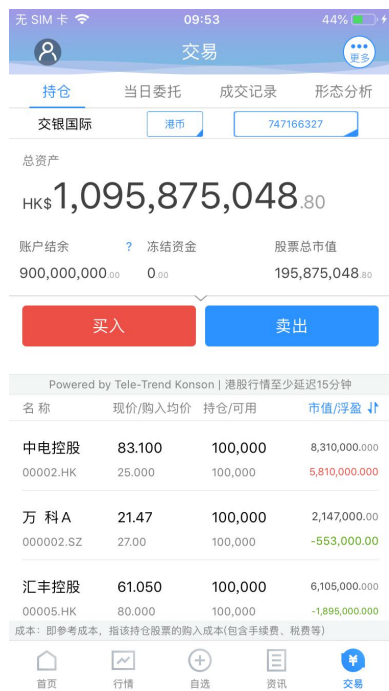 无 SIM 卡 09:53 44%
交易
更多
持仓 当日委托 成交记录 形态分析
交银国际 港币 747166327
总资产
HK$1,095,875,048.80
账户结余 ? 冻结资金 股票总市值
900,000,000.00 0.00 195,875,048.80
买入 卖出
Powered by Tele-Trend Konson | 港股行情至少延迟15分钟
名 称 现价/购入均价 持仓/可用 市值/浮盈
中电控股 83.100 100,000 8,310,000.000
00002.HK 25.000 100,000 5,810,000.000
万 科A 21.47 100,000 2,147,000.00
000002.SZ 27.00 100,000 -553,000.00
汇丰控股 61.050 100,000 6,105,000.000
00005.HK 80.000 100,000 -1,895,000.000
成本：即参考成本，指该持仓股票的购入成本(包含手续费、税费等)
首页 行情 自选 资讯 交易